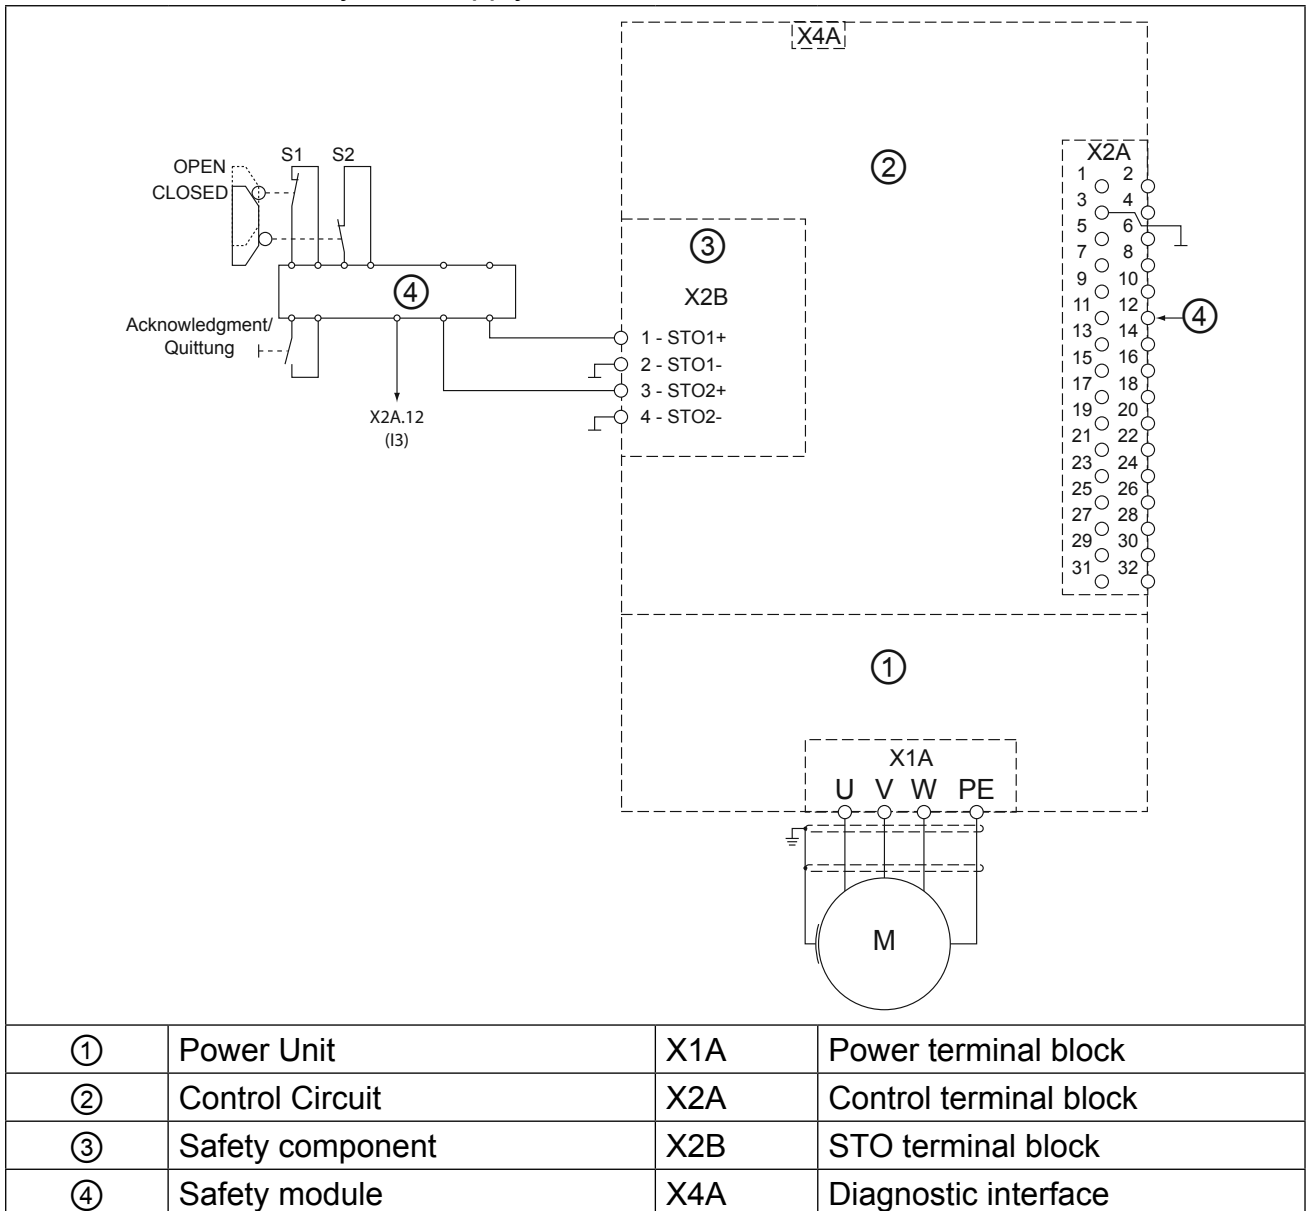 X4A
OPEN
CLOSED
S1 S2
②
X2A
1 2
3 4
5 6
7 8
9 10
11 12
13 14
15 16
17 18
19 20
21 22
23 24
25 26
27 28
29 30
31 32
④
③
X2B
1 - STO1+
2 - STO1-
3 - STO2+
4 - STO2-
④
Acknowledgment/
Quittung
X2A.12
(I3)
①
X1A
U V W PE
M
① Power Unit X1A Power terminal block
② Control Circuit X2A Control terminal block
③ Safety component X2B STO terminal block
④ Safety module X4A Diagnostic interface